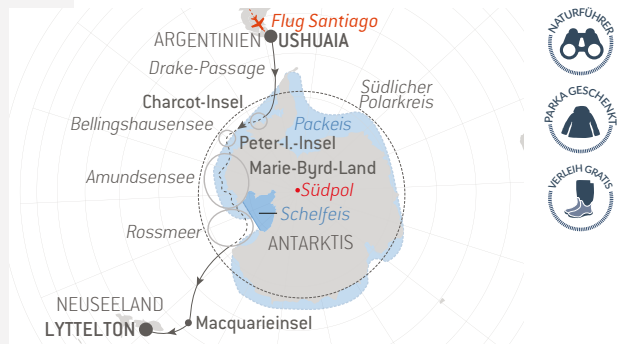 Flug Santiago
ARGENTINIEN USHUAIA
Drake-Passage
Südlicher
Polarkreis
Charcot-Insel
Bellingshausensee
Packeis
Peter-I.-Insel
Marie-Byrd-Land
Amundsensee
Südpol
Schelfeis
Rossmeer
ANTARKTIS
NEUSEELAND
LYTTELTON
Macquarieinsel
NATURFÜHRER
PARKA GESCHENKT
VERLEIH GRATIS